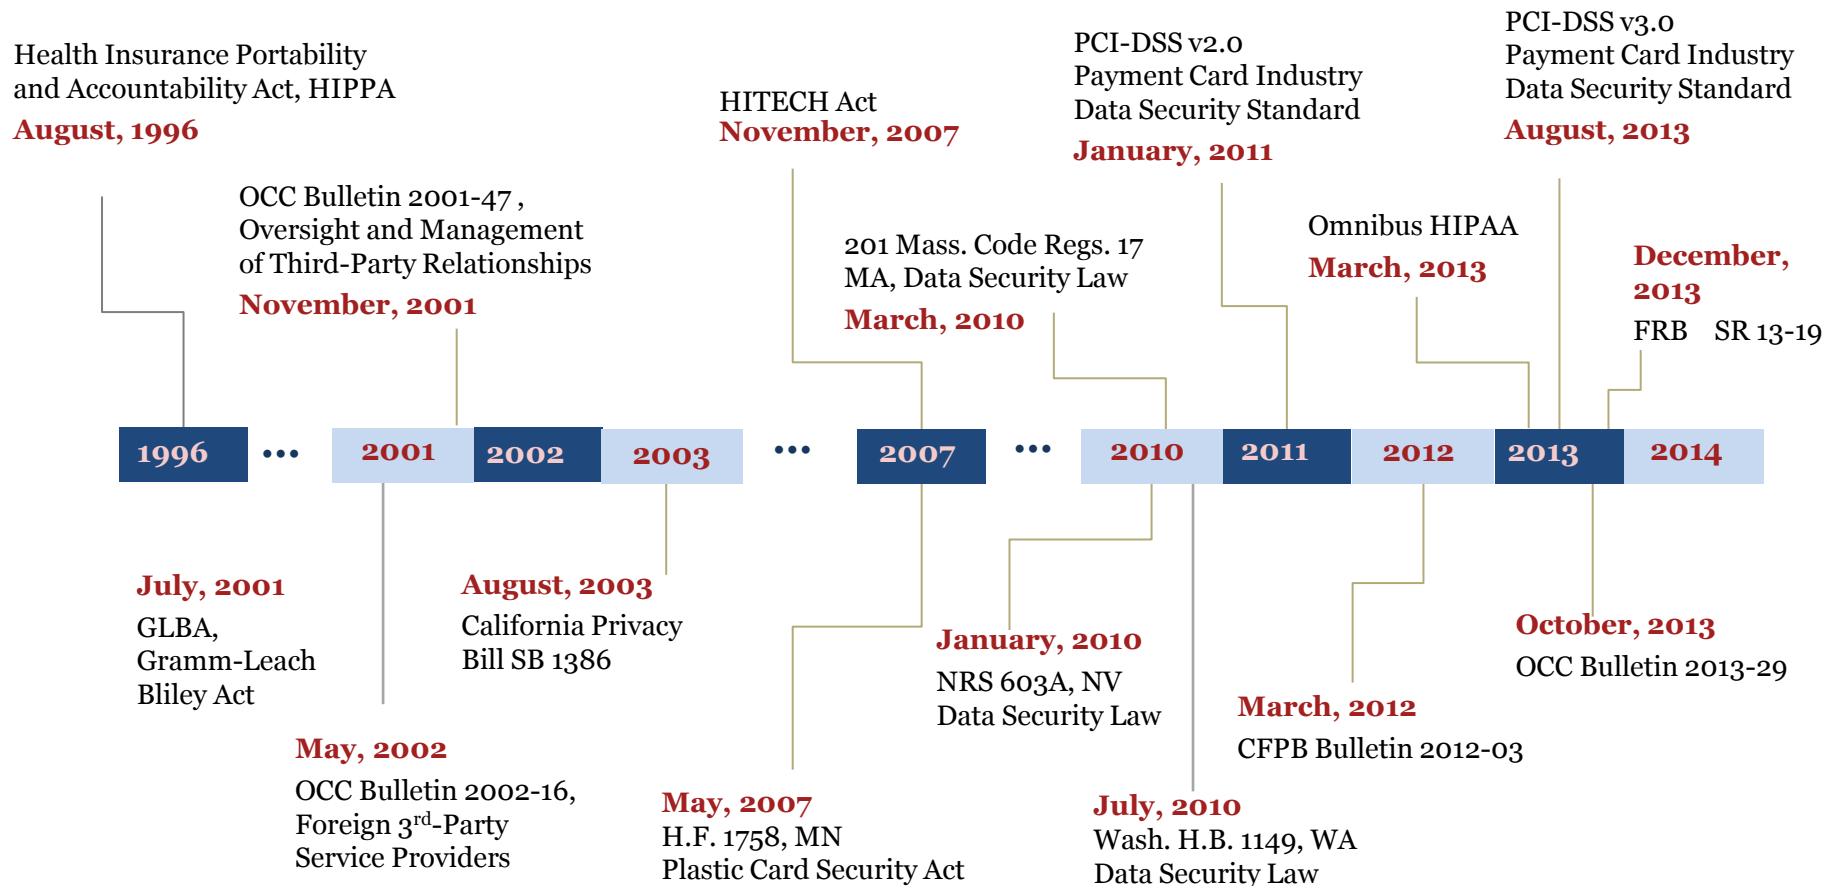 Health Insurance Portability
and Accountability Act, HIPPA
August, 1996
OCC Bulletin 2001-47 ,
Oversight and Management
of Third-Party Relationships
November, 2001
HITECH Act
November, 2007
201 Mass. Code Regs. 17
MA, Data Security Law
March, 2010
PCI-DSS v2.0
Payment Card Industry
Data Security Standard
January, 2011
Omnibus HIPAA
March, 2013
PCI-DSS v3.0
Payment Card Industry
Data Security Standard
August, 2013
December,
2013
FRB SR 13-19
1996 ... 2001 2002 2003 ... 2007 ... 2010 2011 2012 2013 2014
July, 2001
GLBA,
Gramm-Leach
Bliley Act
May, 2002
OCC Bulletin 2002-16,
Foreign 3rd-Party
Service Providers
August, 2003
California Privacy
Bill SB 1386
May, 2007
H.F. 1758, MN
Plastic Card Security Act
January, 2010
NRS 603A, NV
Data Security Law
July, 2010
Wash. H.B. 1149, WA
Data Security Law
March, 2012
CFPB Bulletin 2012-03
October, 2013
OCC Bulletin 2013-29